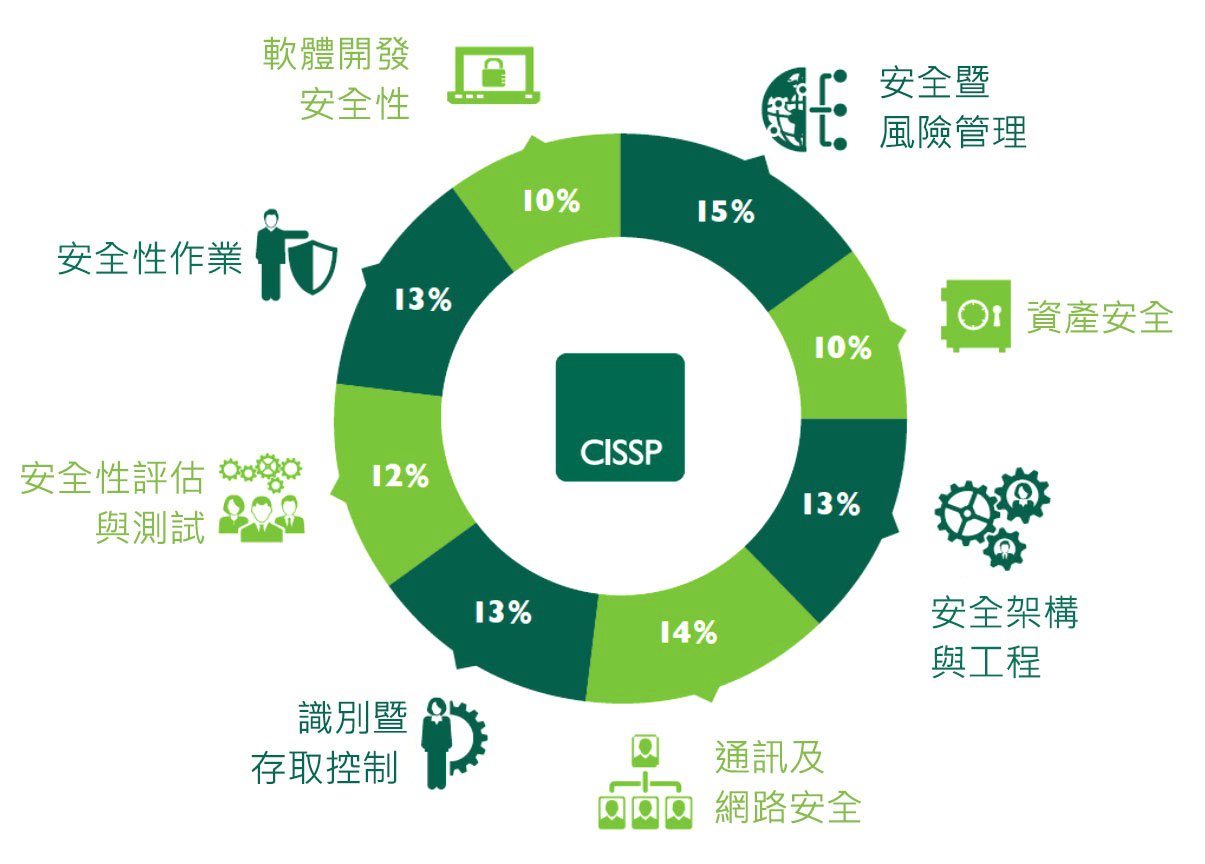 軟體開發
安全性
安全暨
風險管理
10%
15%
安全性作業
13%
資產安全
10%
CISSP
安全性評估
與測試
12%
13%
安全架構
與工程
13%
14%
識別暨
存取控制
通訊及
網路安全